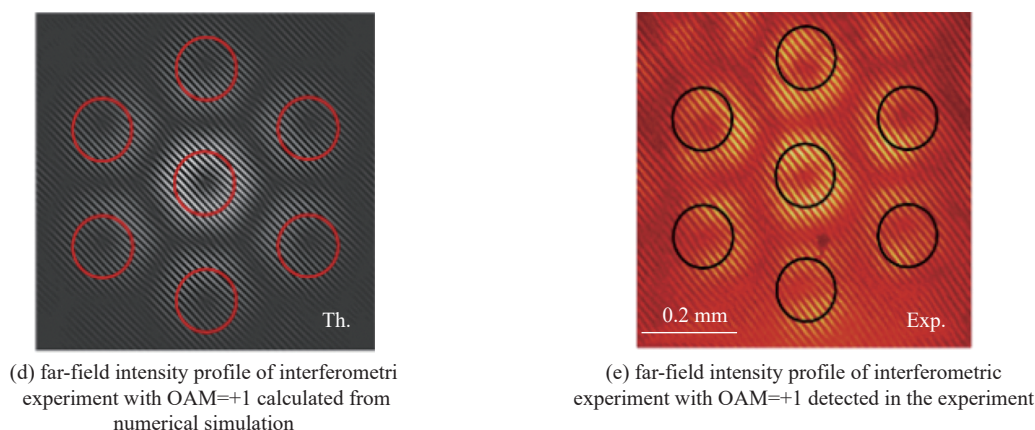 Th.
0.2 mm
Exp.
(d) far-field intensity profile of interferometri
experiment with OAM=+1 calculated from
numerical simulation
(e) far-field intensity profile of interferometric
experiment with OAM=+1 detected in the experiment